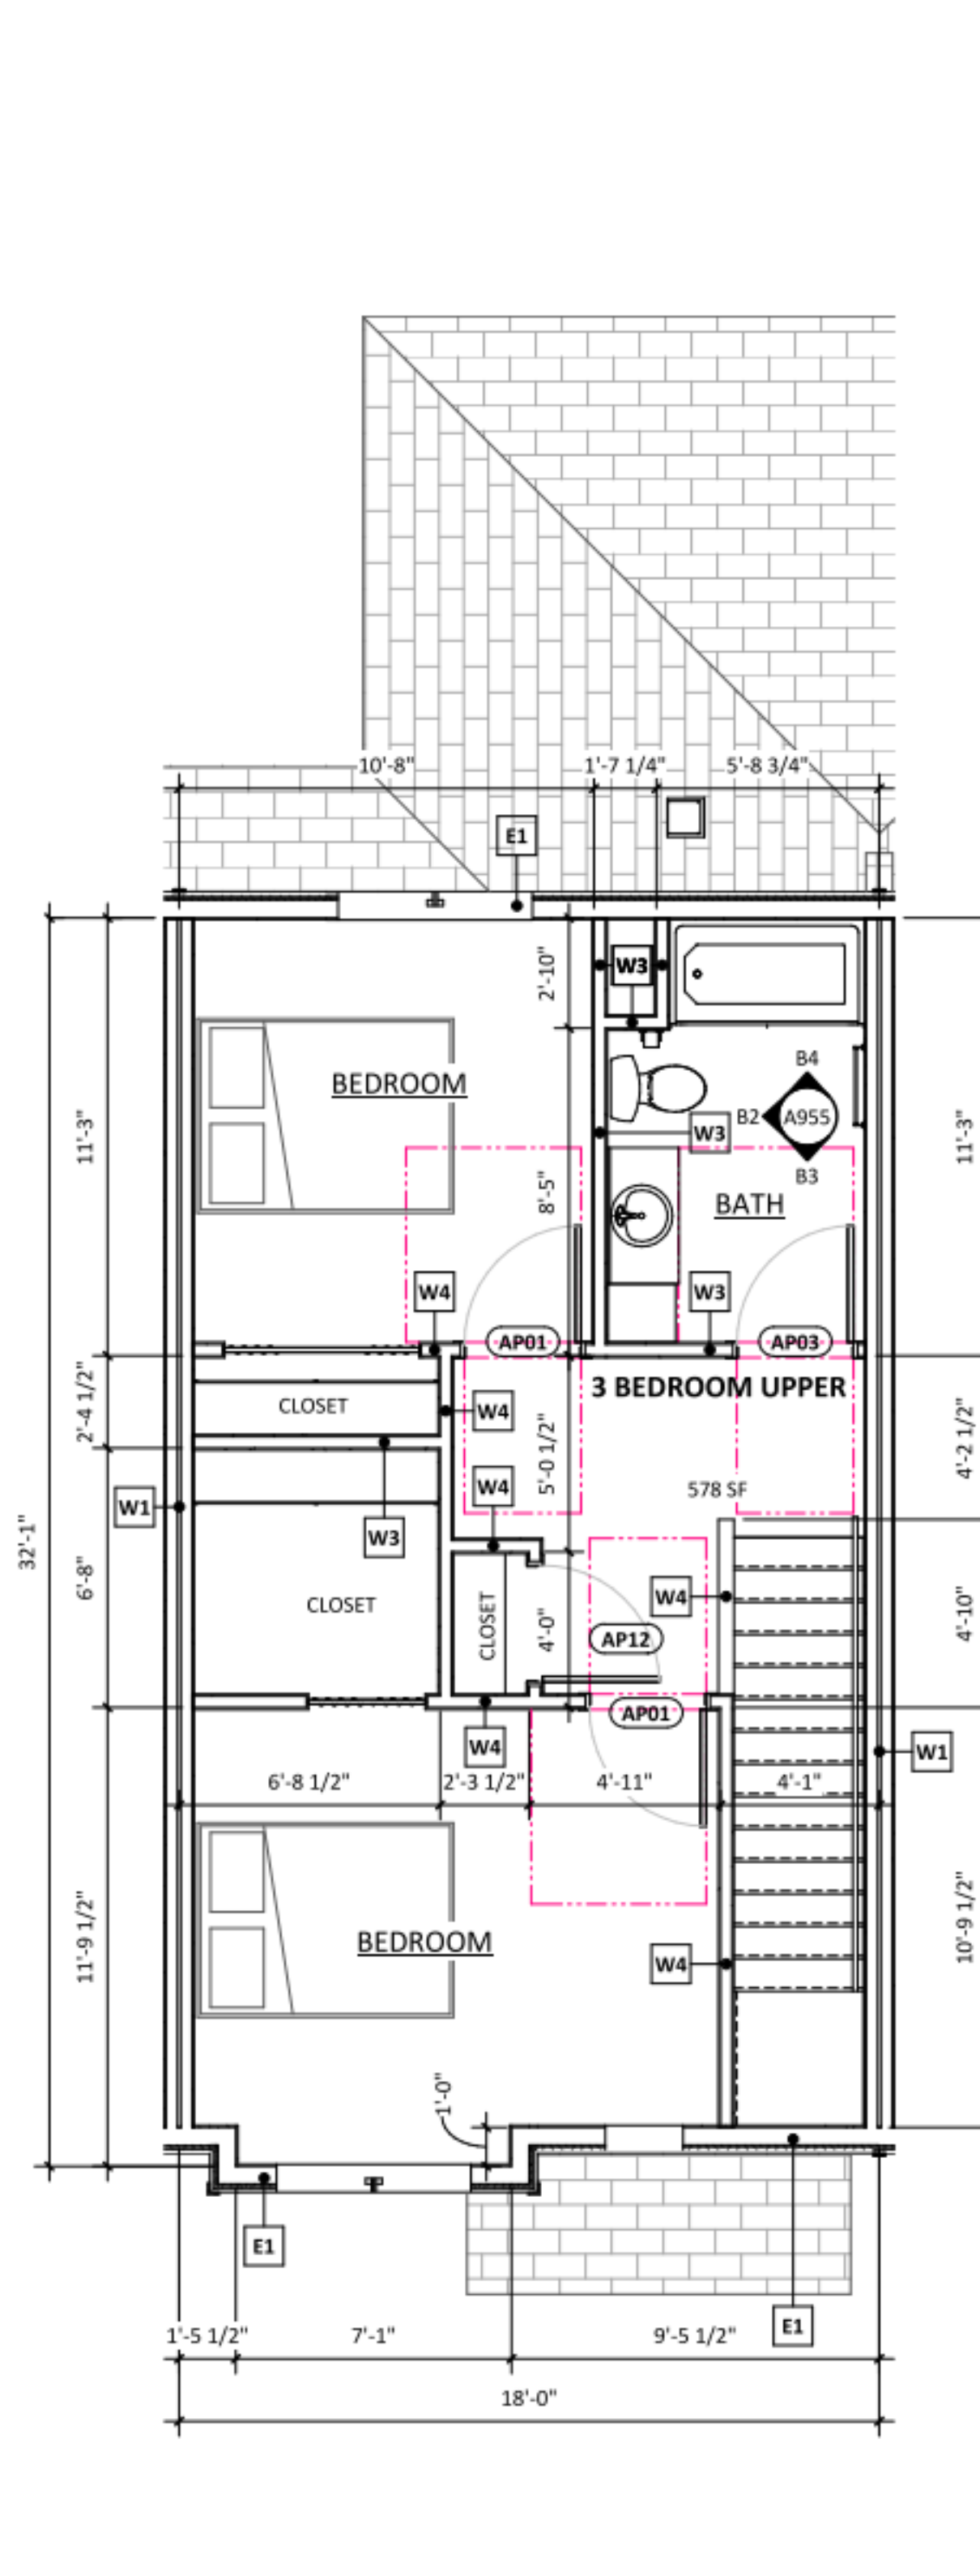 10'-8" 1'-7 1/4" 5'-8 3/4"
E1
W3
2'-10"
BEDROOM
B4
B2 A955
B3
W3
11'-3"
11'-3"
8'-5"
BATH
W4
W3
AP01
AP03
3 BEDROOM UPPER
2'-4 1/2"
CLOSET
W4
4'-2 1/2"
5'-0 1/2"
W4
578 SF
W1
W3
32'-1"
6'-8"
CLOSET
CLOSET
4'-0"
W4
AP12
4'-10"
AP01
W4
W1
6'-8 1/2" 2'-3 1/2" 4'-11" 4'-1"
BEDROOM
W4
11'-9 1/2"
10'-9 1/2"
1'-0"
E1
E1
1'-5 1/2" 7'-1" 9'-5 1/2"
18'-0"